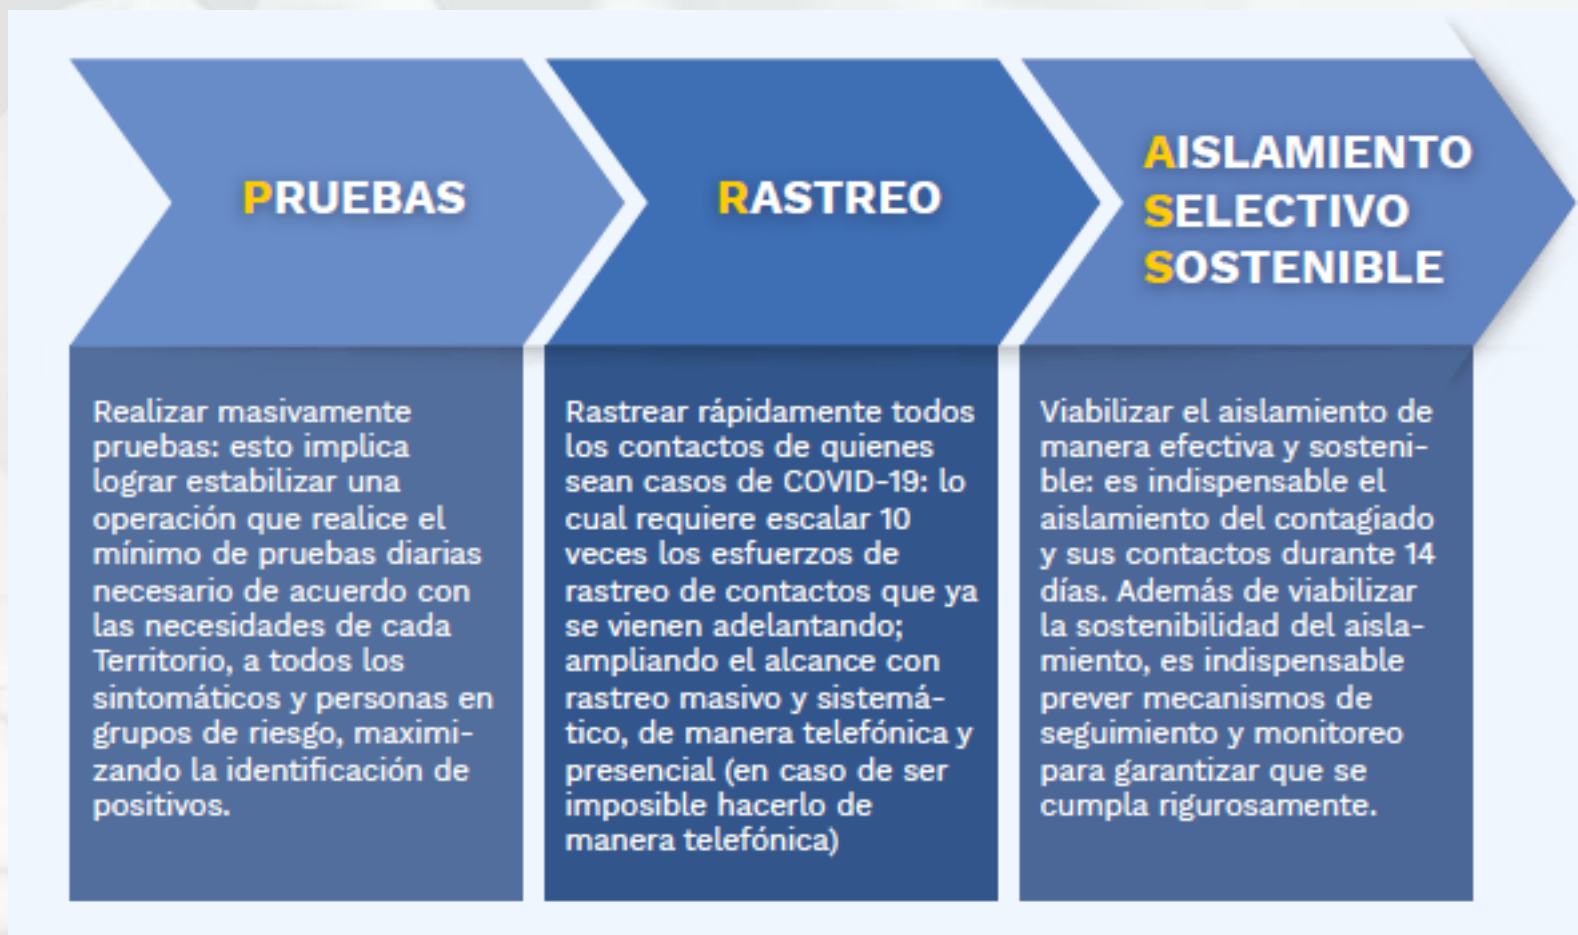 PRUEBAS
Realizar masivamente
pruebas: esto implica
lograr estabilizar una
operación que realice el
mínimo de pruebas diarias
necesario de acuerdo con
las necesidades de cada
Territorio, a todos los
sintomáticos y personas en
grupos de riesgo, maximi-
zando la identificación de
positivos.
RASTREO
Rastrear rápidamente todos
los contactos de quienes
sean casos de COVID-19: lo
cual requiere escalar 10
veces los esfuerzos de
rastreo de contactos que ya
se vienen adelantando;
ampliando el alcance con
rastreo masivo y sistemá-
tico, de manera telefónica y
presencial (en caso de ser
imposible hacerlo de
manera telefónica)
AISLAMIENTO
SELECTIVO
SOSTENIBLE
Viabilizar el aislamiento de
manera efectiva y sosteni-
ble: es indispensable el
aislamiento del contagiado
y sus contactos durante 14
días. Además de viabilizar
la sostenibilidad del aisla-
miento, es indispensable
prever mecanismos de
seguimiento y monitoreo
para garantizar que se
cumpla rigurosamente.